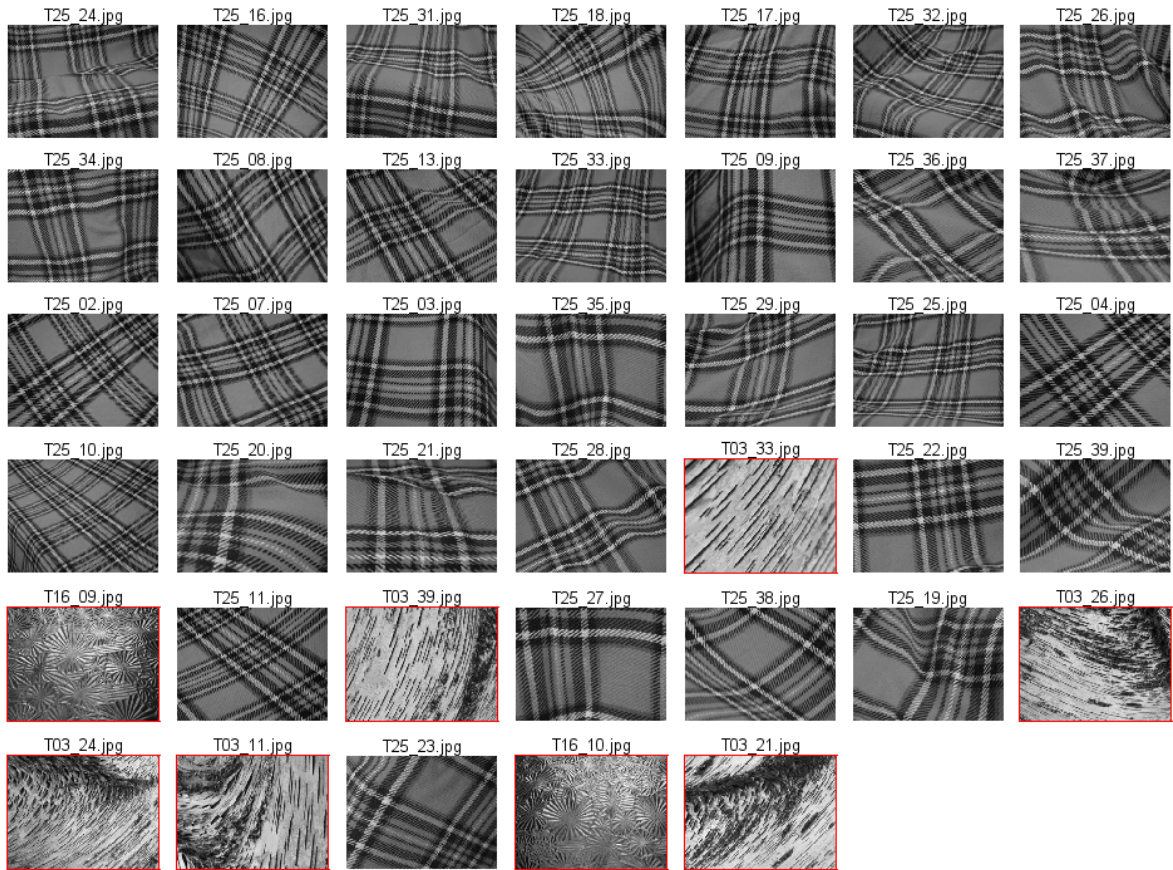 T25_24.jpg T25_16.jpg T25_31.jpg T25_18.jpg T25_17.jpg T25_32.jpg T25_26.jpg
T25_34.jpg T25_08.jpg T25_13.jpg T25_33.jpg T25_09.jpg T25_36.jpg T25_37.jpg
T25_02.jpg T25_07.jpg T25_03.jpg T25_35.jpg T25_29.jpg T25_25.jpg T25_04.jpg
T25_10.jpg T25_20.jpg T25_21.jpg T25_28.jpg T03_33.jpg T25_22.jpg T25_39.jpg
T16_09.jpg T25_11.jpg T03_39.jpg T25_27.jpg T25_38.jpg T25_19.jpg T03_26.jpg
T03_24.jpg T03_11.jpg T25_23.jpg T16_10.jpg T03_21.jpg